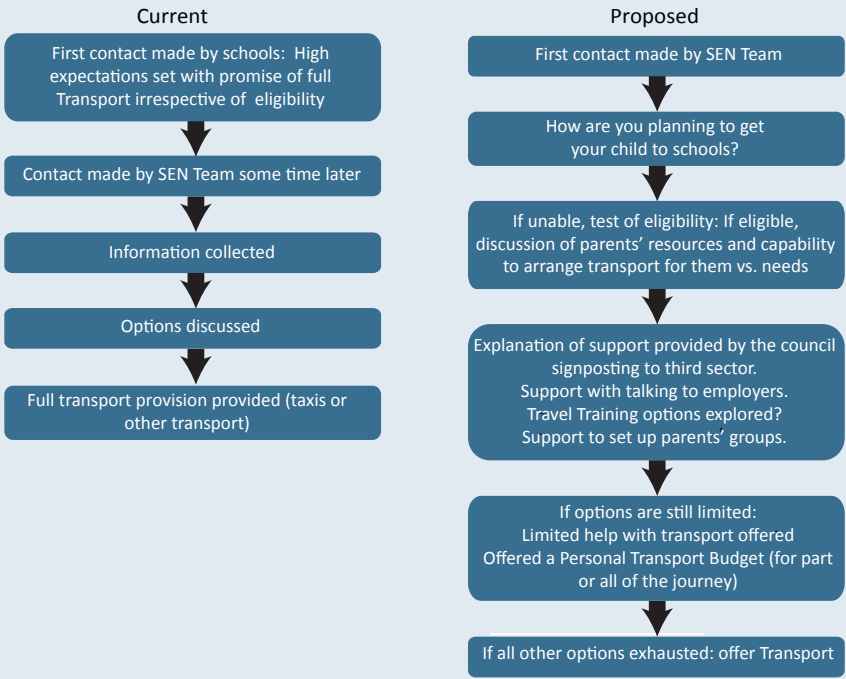 Current
First contact made by schools: High
expectations set with promise of full
Transport irrespective of eligibility
Contact made by SEN Team some time later
Information collected
Options discussed
Full transport provision provided (taxis or
other transport)
Proposed
First contact made by SEN Team
How are you planning to get
your child to schools?
If unable, test of eligibility: If eligible,
discussion of parents’ resources and capability
to arrange transport for them vs. needs
Explanation of support provided by the council
signposting to third sector.
Support with talking to employers.
Travel Training options explored?
Support to set up parents’ groups.
If options are still limited:
Limited help with transport offered
Offered a Personal Transport Budget (for part
or all of the journey)
If all other options exhausted: offer Transport